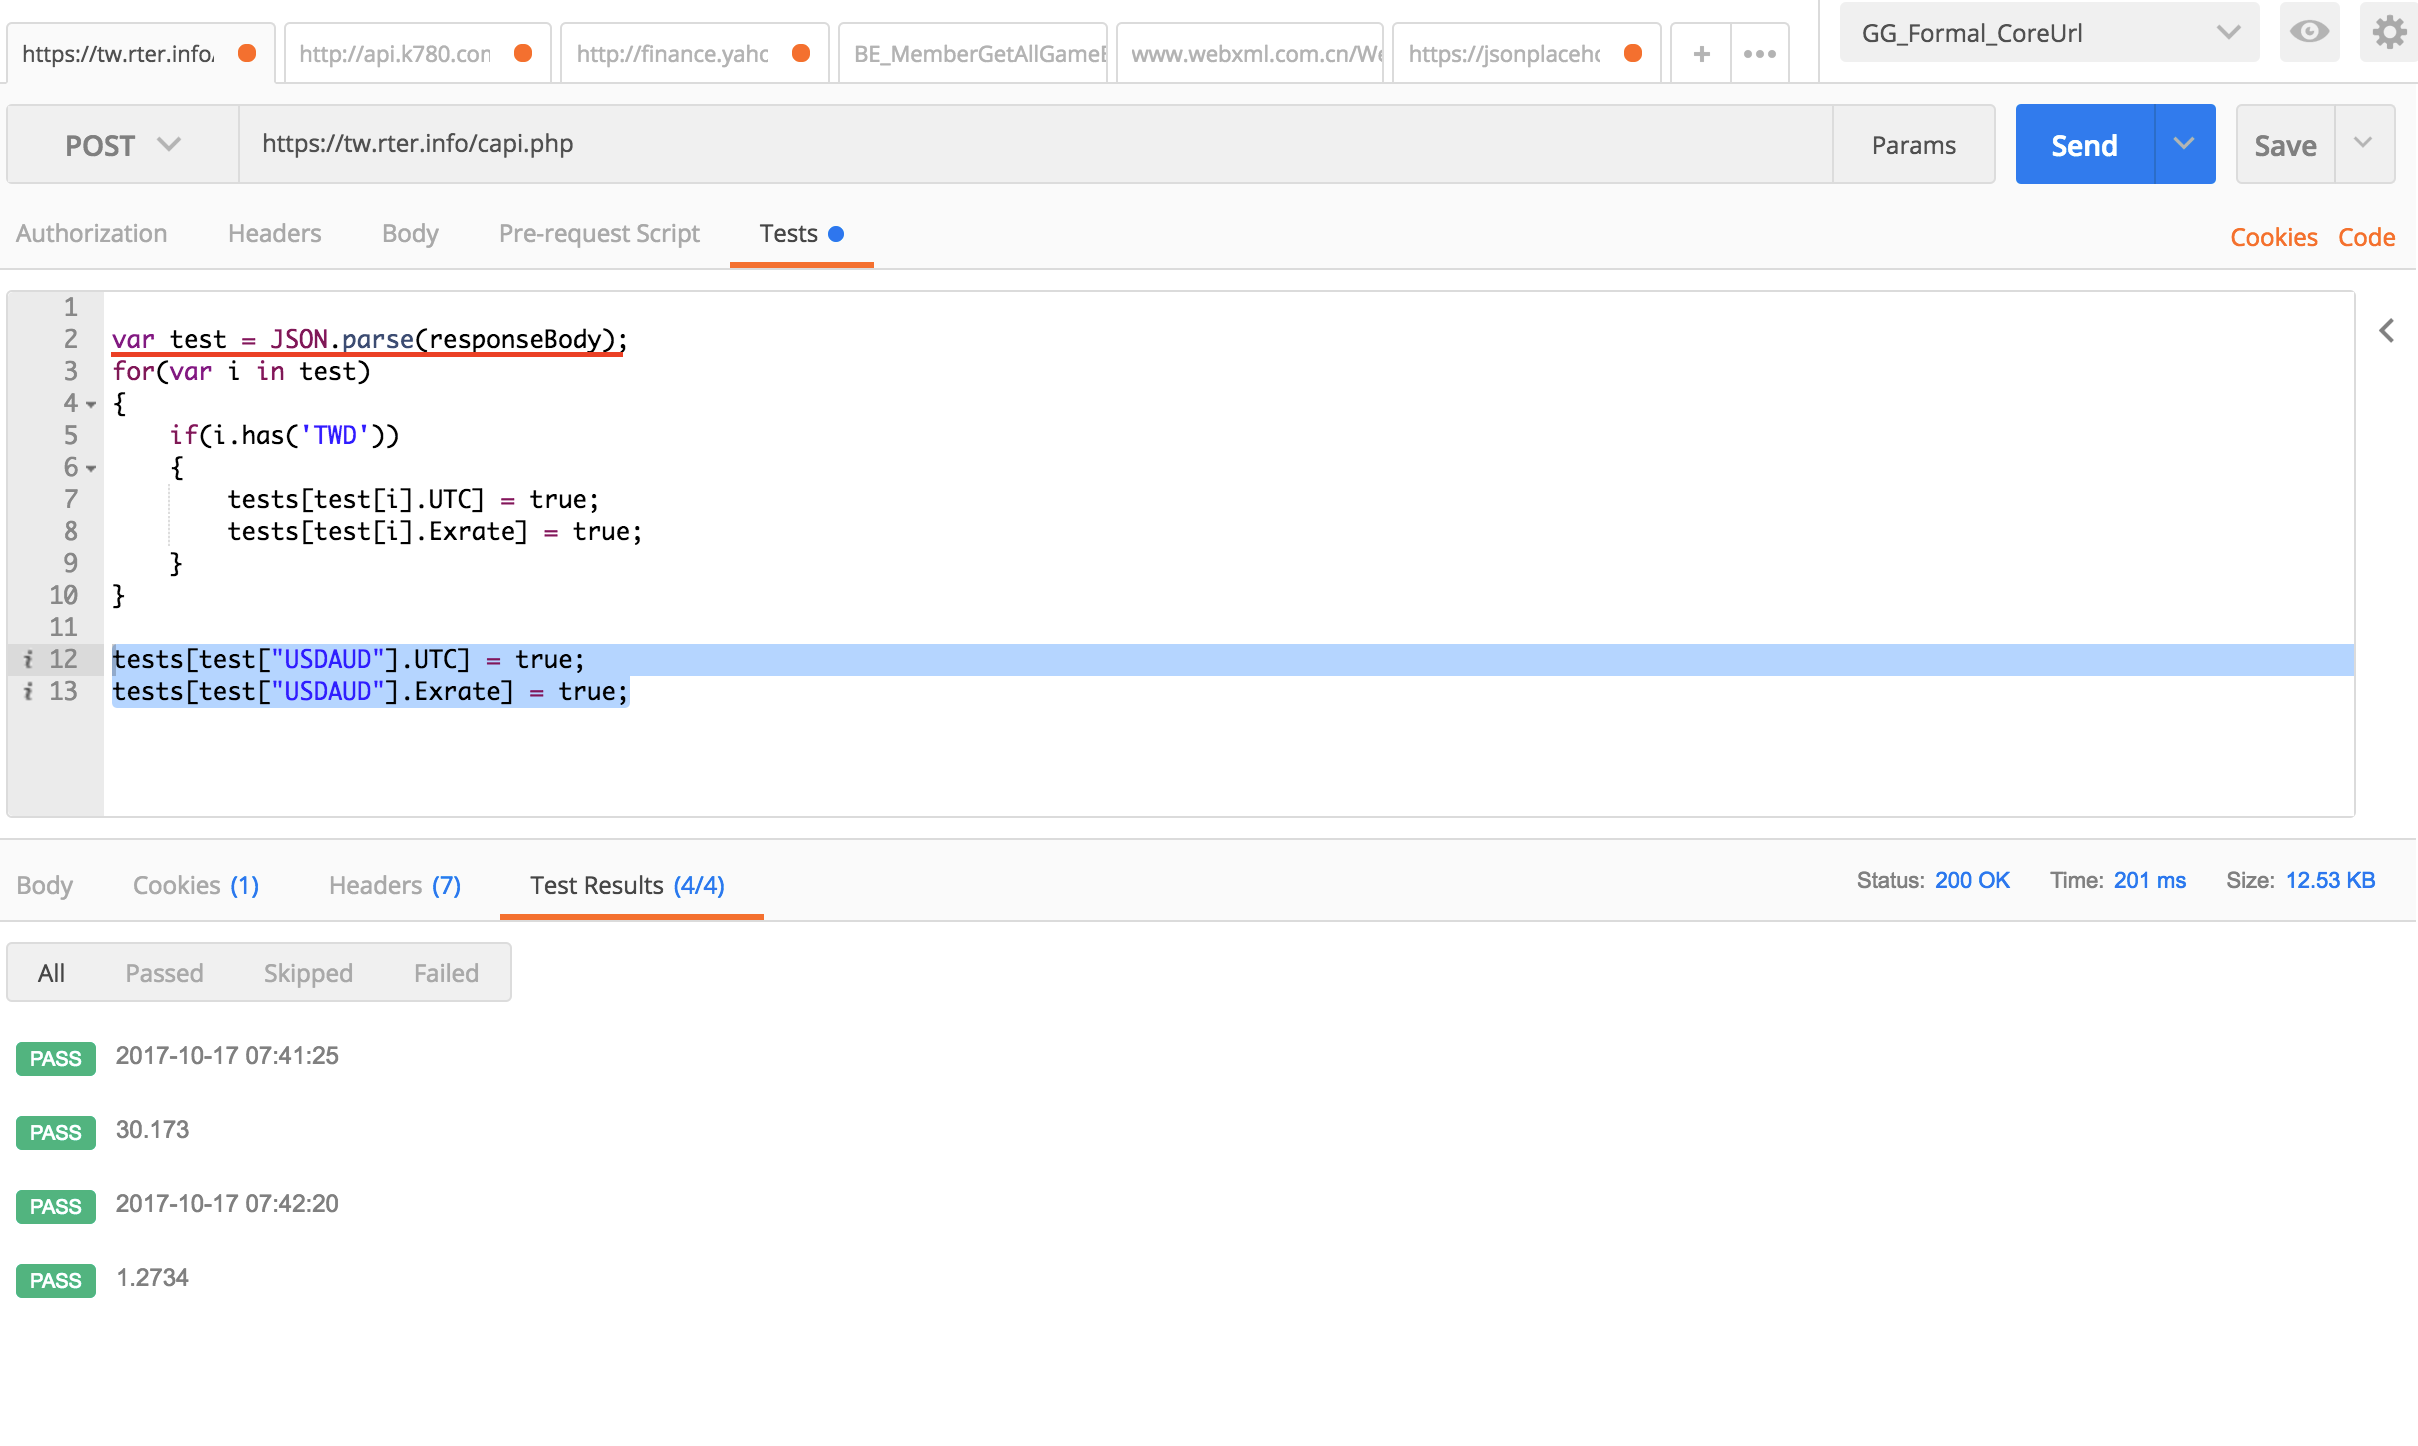 https://tw.rter.info/ http://api.k780.con http://finance.yahc BE_MemberGetAllGameE www.webxml.com.cn/We https://jsonplacehc + ••• GG_Formal_CoreUrl
POST https://tw.rter.info/capi.php Params Send Save
Authorization Headers Body Pre-request Script Tests Cookies Code
1
2 var test = JSON.parse(responseBody);
3 for(var i in test)
4 {
5 if(i.has('TWD'))
6 {
7 tests[test[i].UTC] = true;
8 tests[test[i].Exrate] = true;
9 }
10 }
11
i 12 tests[test["USDAUD"].UTC] = true;
i 13 tests[test["USDAUD"].Exrate] = true;
Body Cookies (1) Headers (7) Test Results (4/4) Status: 200 OK Time: 201 ms Size: 12.53 KB
All Passed Skipped Failed
PASS 2017-10-17 07:41:25
PASS 30.173
PASS 2017-10-17 07:42:20
PASS 1.2734